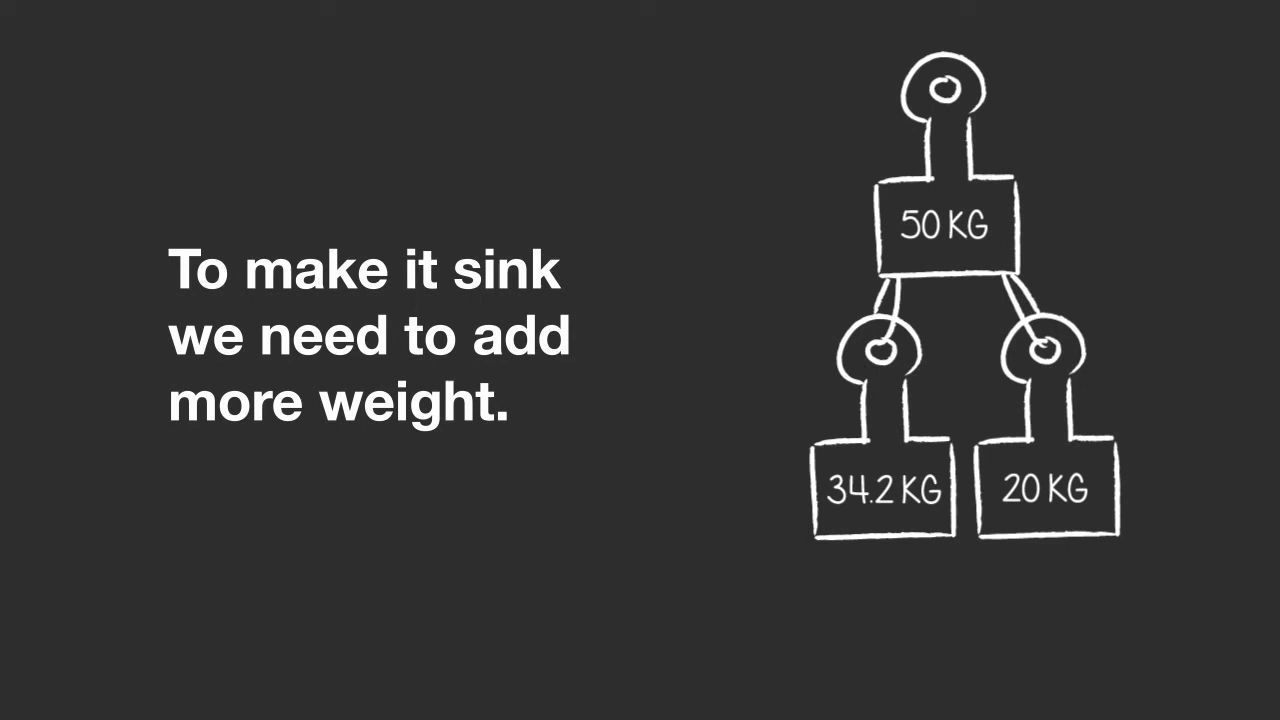 To make it sink
we need to add
more weight.
50 KG
34.2 KG
20 KG